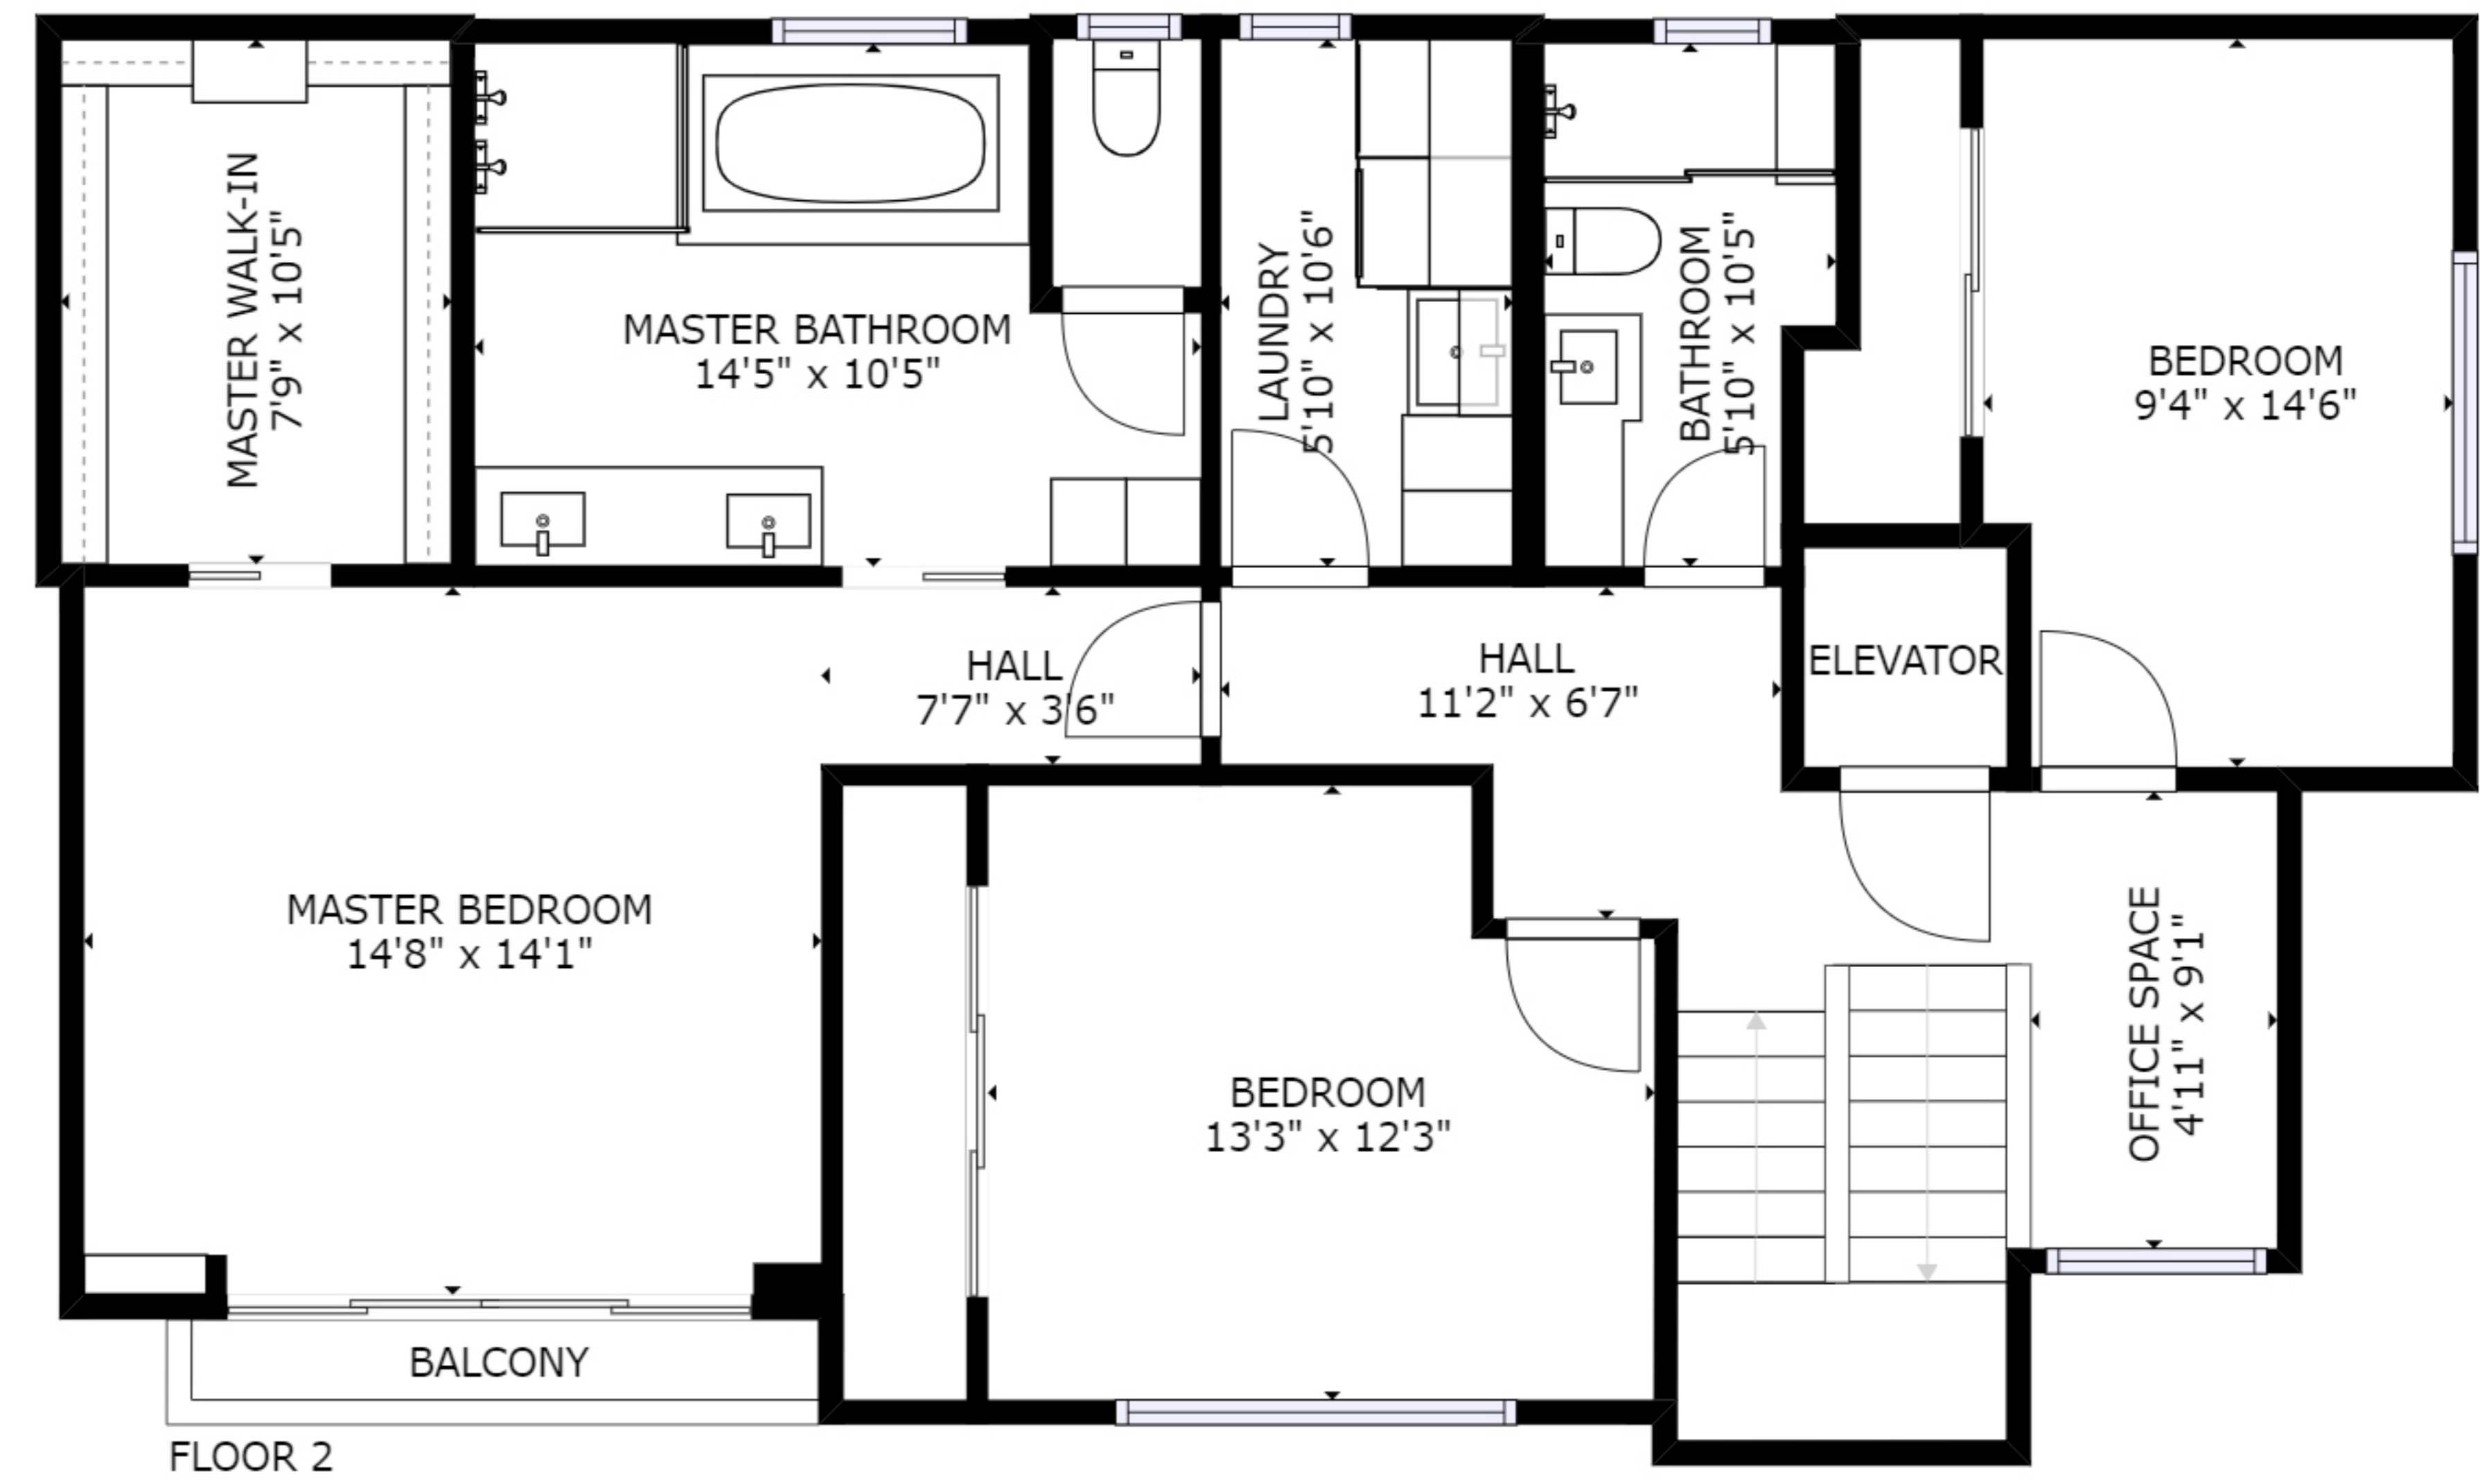 MASTER WALK-IN
7'9" x 10'5"
MASTER BATHROOM
14'5" x 10'5"
LAUNDRY
5'10" x 10'6"
BATHROOM
5'10" x 10'5"
BEDROOM
9'4" x 14'6"
HALL
7'7" x 3'6"
HALL
11'2" x 6'7"
ELEVATOR
MASTER BEDROOM
14'8" x 14'1"
BEDROOM
13'3" x 12'3"
OFFICE SPACE
4'11" x 9'1"
BALCONY
FLOOR 2